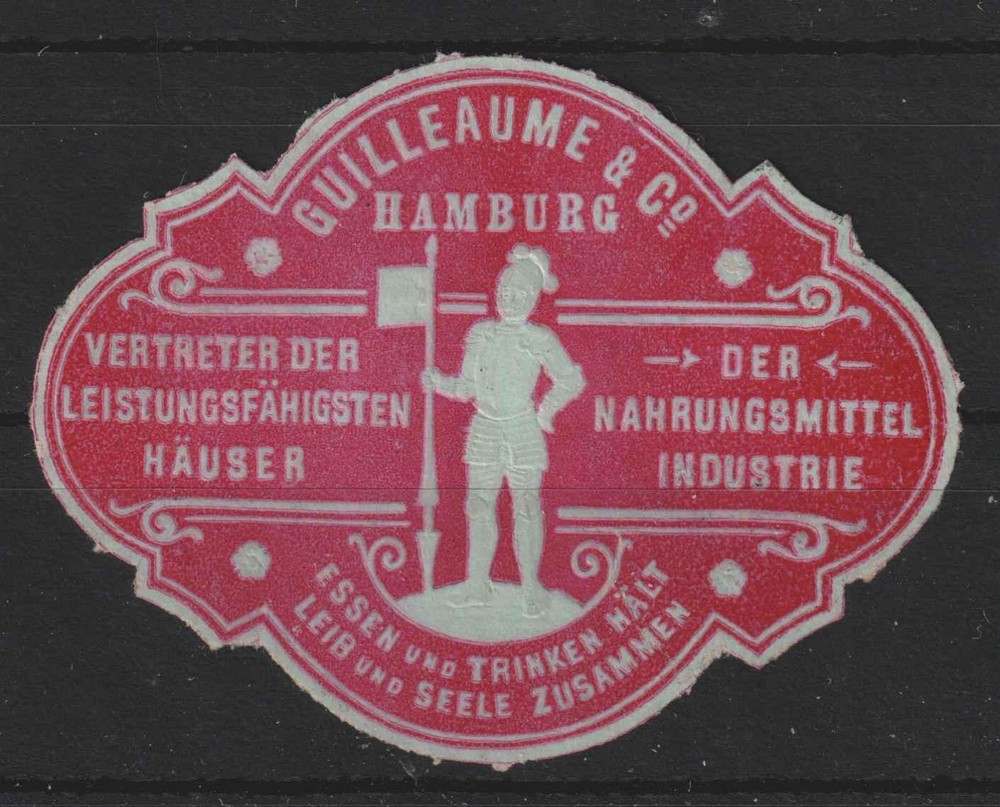 GUILLEAUME & Co
HAMBURG
VERTRETER DER
LEISTUNGSFÄHIGSTEN
HÄUSER
DER
NAHRUNGSMITTEL
INDUSTRIE
ESSEN UND TRINKEN HÄLT
LEIB UND SEELE ZUSAMMEN